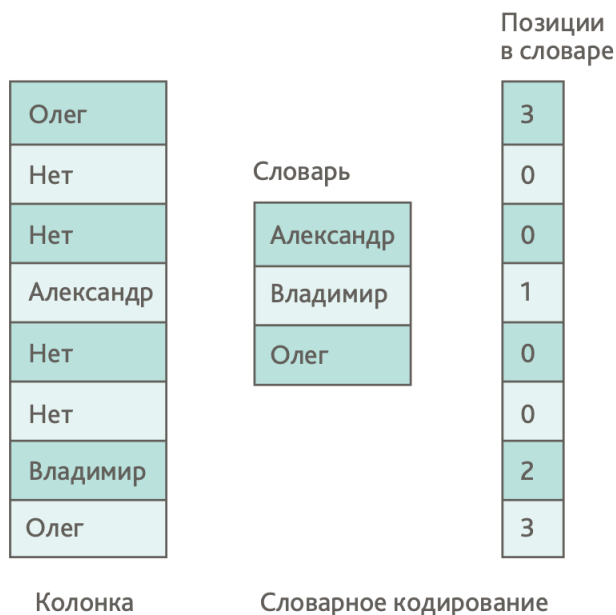 Позиции
в словаре
Олег
Нет
Нет
Александр
Нет
Нет
Владимир
Олег
Словарь
Александр
Владимир
Олег
3
0
0
1
0
0
2
3
Колонка
Словарное кодирование